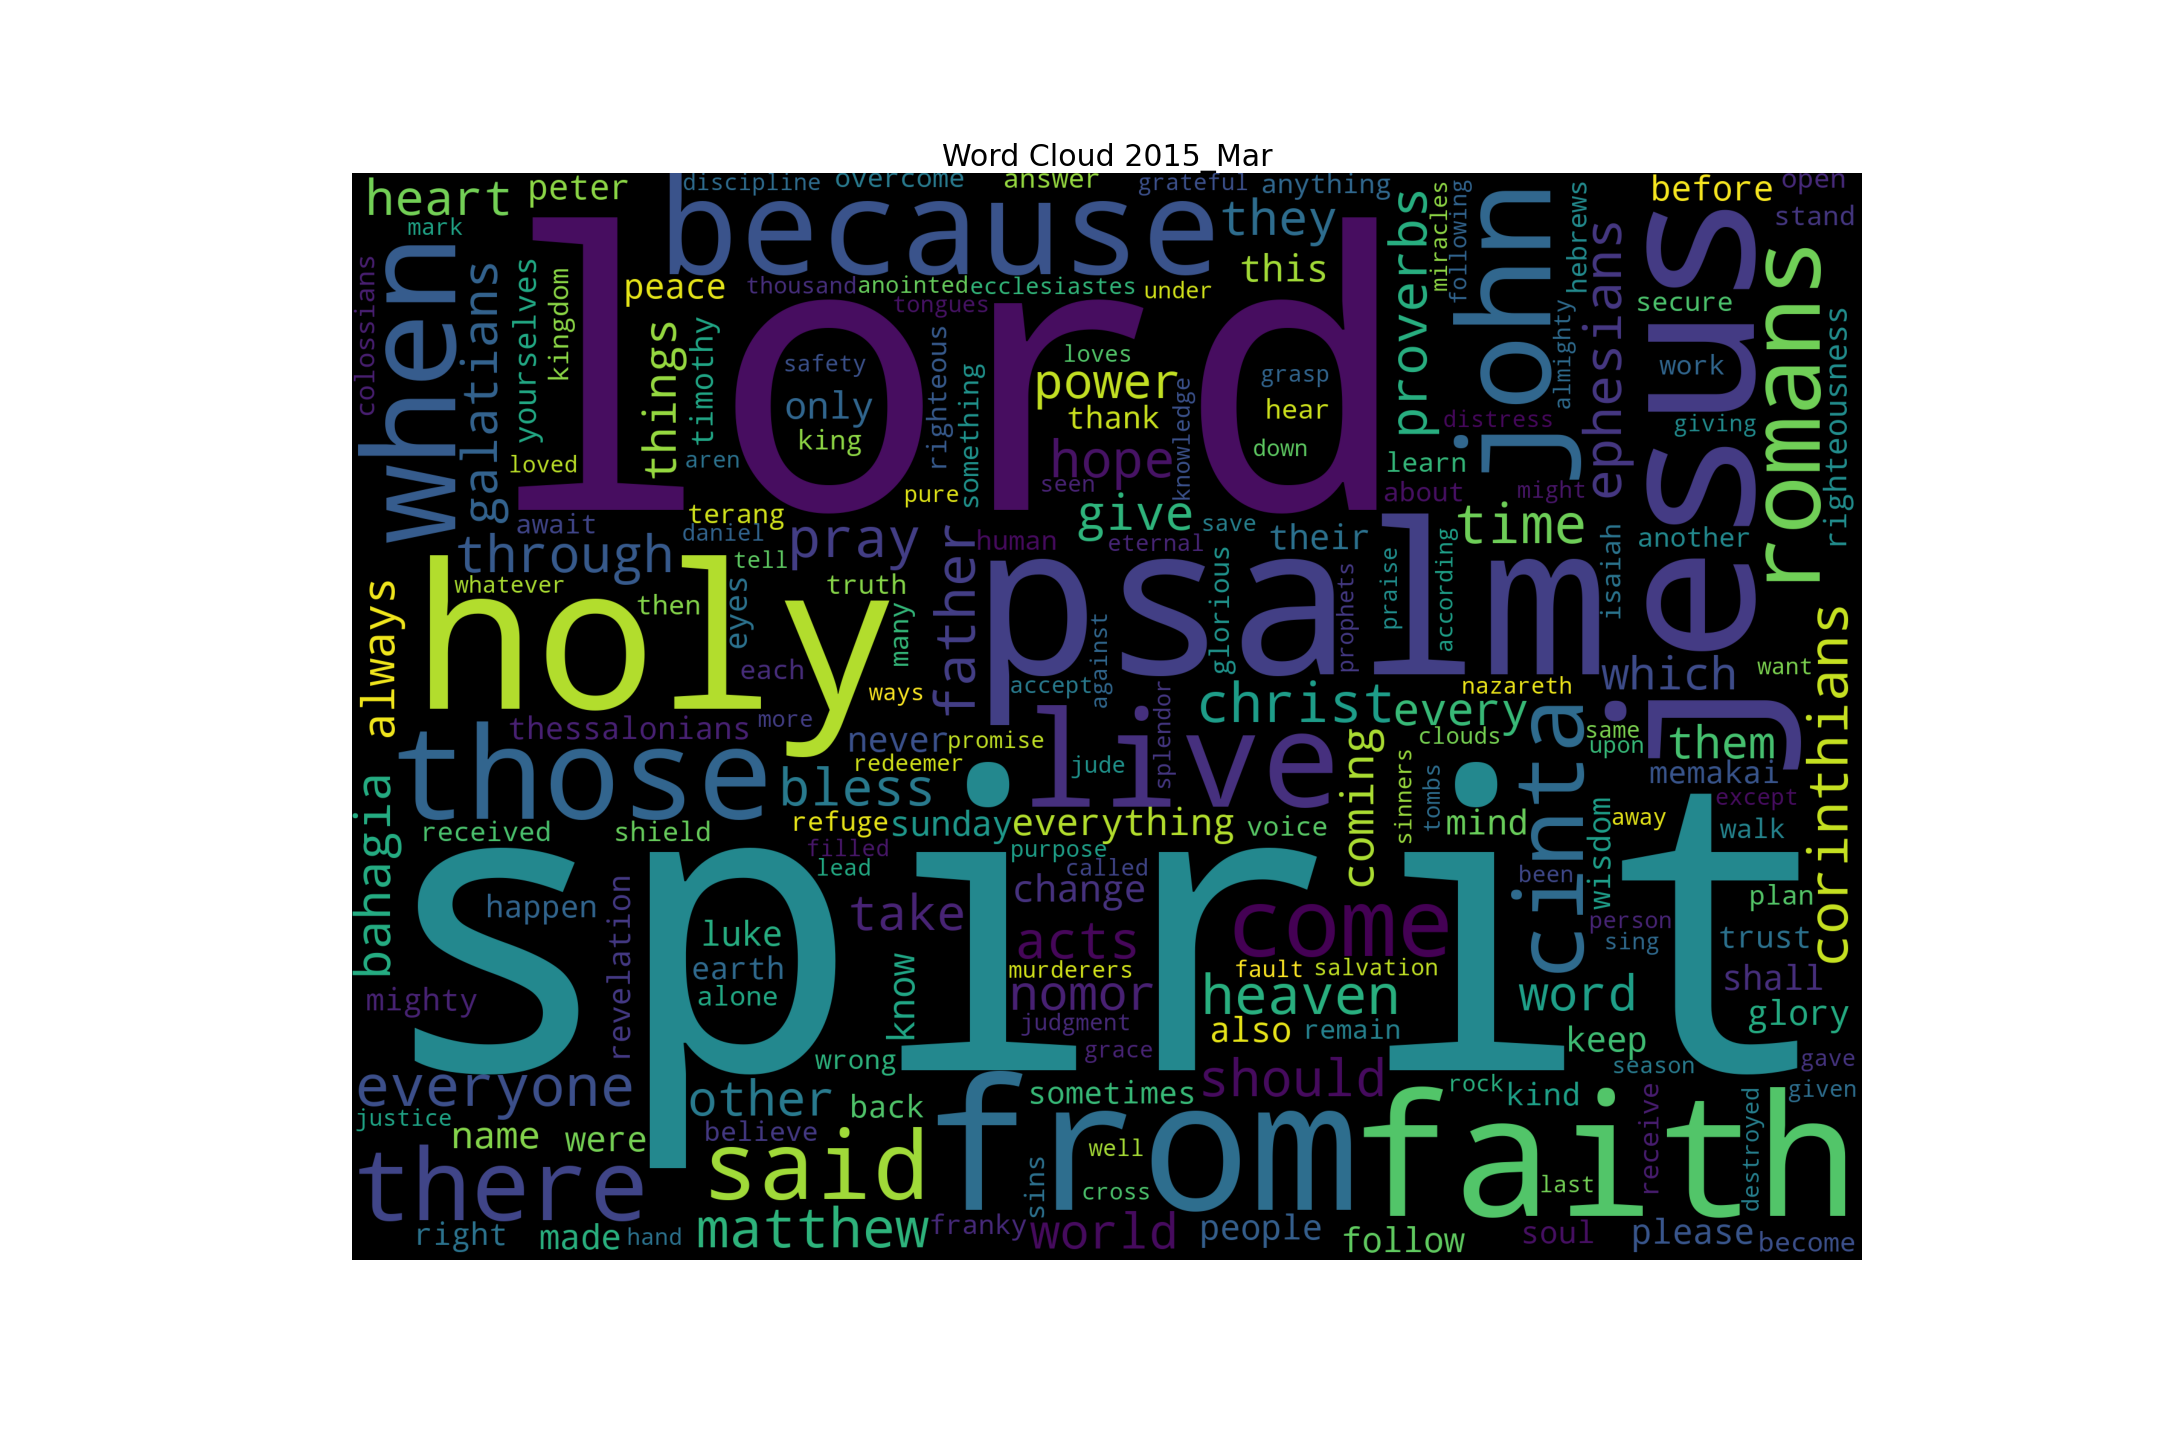 Word Cloud 2015_Mar
heart
peter
discipline
overcome
answer
grateful
anything
before
open
mark
because
they
proverbs
miracles
following
john
hebrews
stand
when
galatians
colossians
yourselves
kingdom
peace
thousand
anointed
ecclesiastes
under
this
ephesians
jesus
secure
romans
lord
tongues
things
timothy
safety
righteous
something
loves
power
grasp
almighty
work
righteousness
only
king
thank
hear
knowledge
distress
giving
loved
aren
hope
down
learn
seen
pure
about
might
await
terang
daniel
pray
give
save
time
through
father
human
eternal
their
isaiah
another
tell
whatever
holy
then
eyes
truth
many
psalm
glorious
prophets
praise
according
always
each
ways
accept
against
nazareth
which
want
corinthians
thessalonians
more
those
never
promise
live
splendor
christ
every
clouds
cinta
same
upon
them
redeemer
jude
coming
memakai
bahagia
bless
sinners
tombs
except
received
shield
refuge
sunday
everything
voice
mind
wisdom
away
walk
filled
purpose
spirit
lead
called
been
happen
revelation
change
take
come
plan
person
luke
acts
sing
trust
earth
murderers
fault
salvation
shall
mighty
alone
know
nomor
heaven
word
glory
judgment
also
remain
keep
wrong
grace
season
gave
everyone
other
back
sometimes
should
rock
kind
receive
given
justice
name
were
believe
from
faith
destroyed
there
said
well
sins
cross
last
right
made
hand
matthew
franky
world
people
follow
soul
please
become